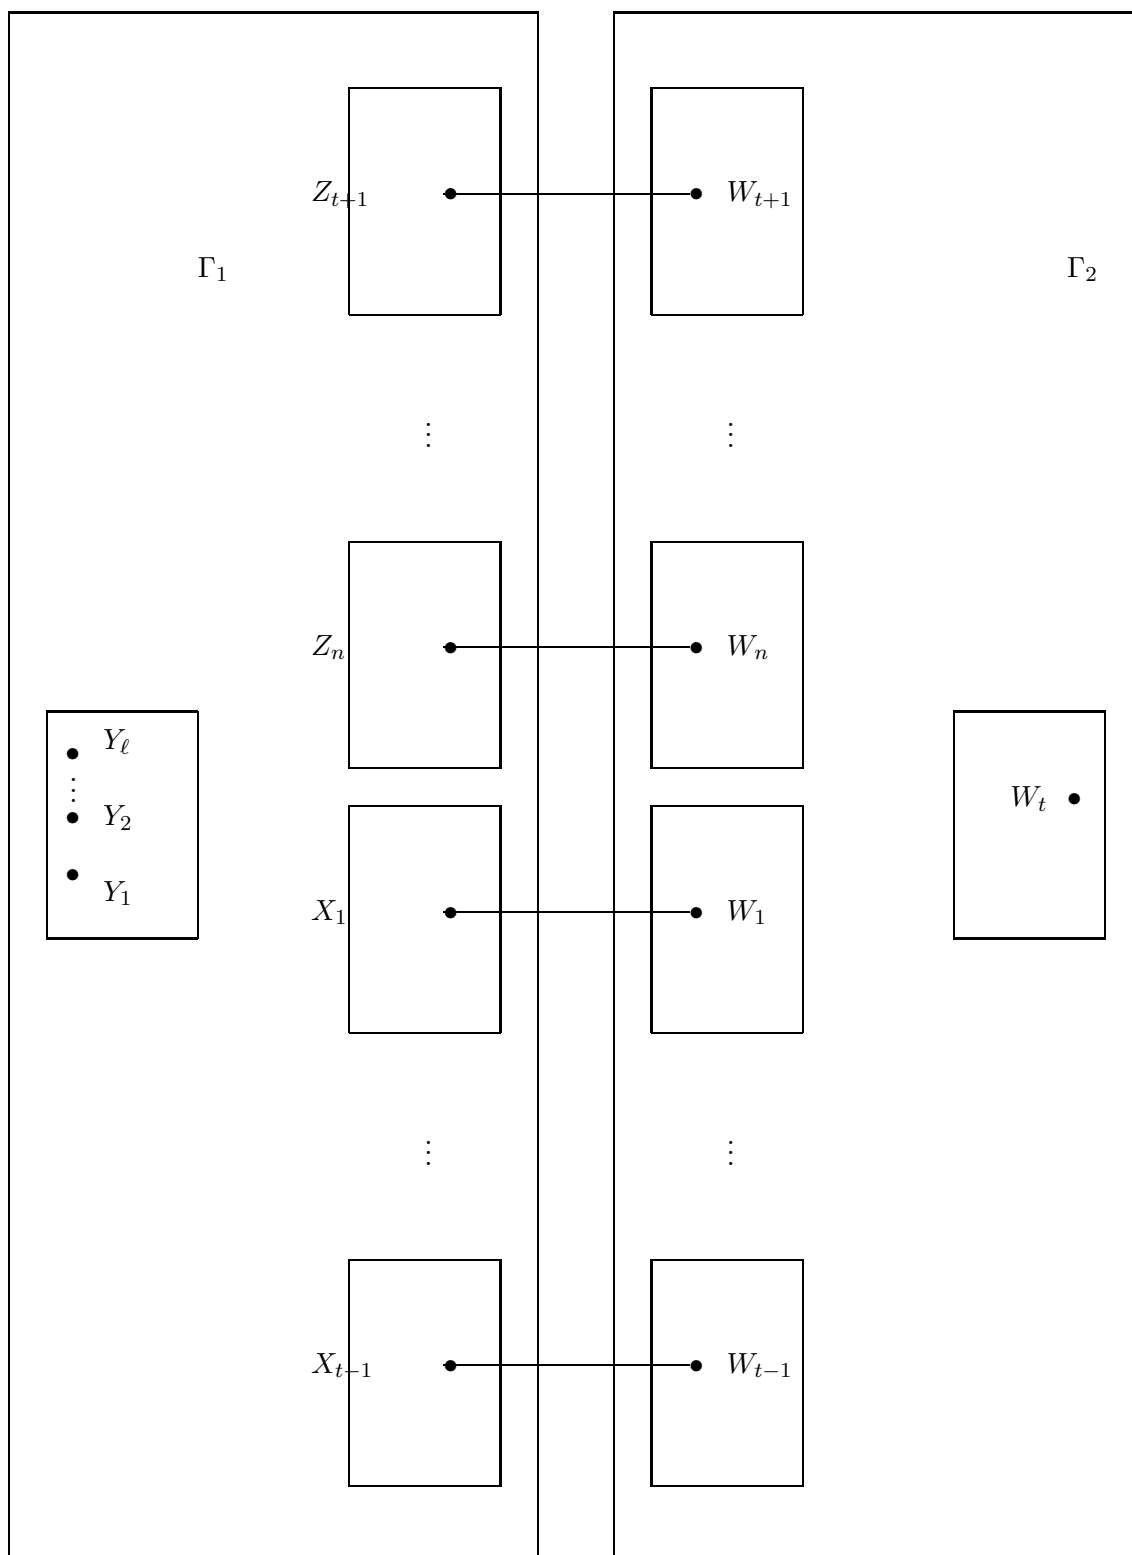 Z_{t+1} W_{t+1}
Γ_1 Γ_2
⋮ ⋮
Z_n W_n
Y_ℓ
⋮
W_t
Y_2
Y_1
X_1 W_1
⋮ ⋮
X_{t−1} W_{t−1}